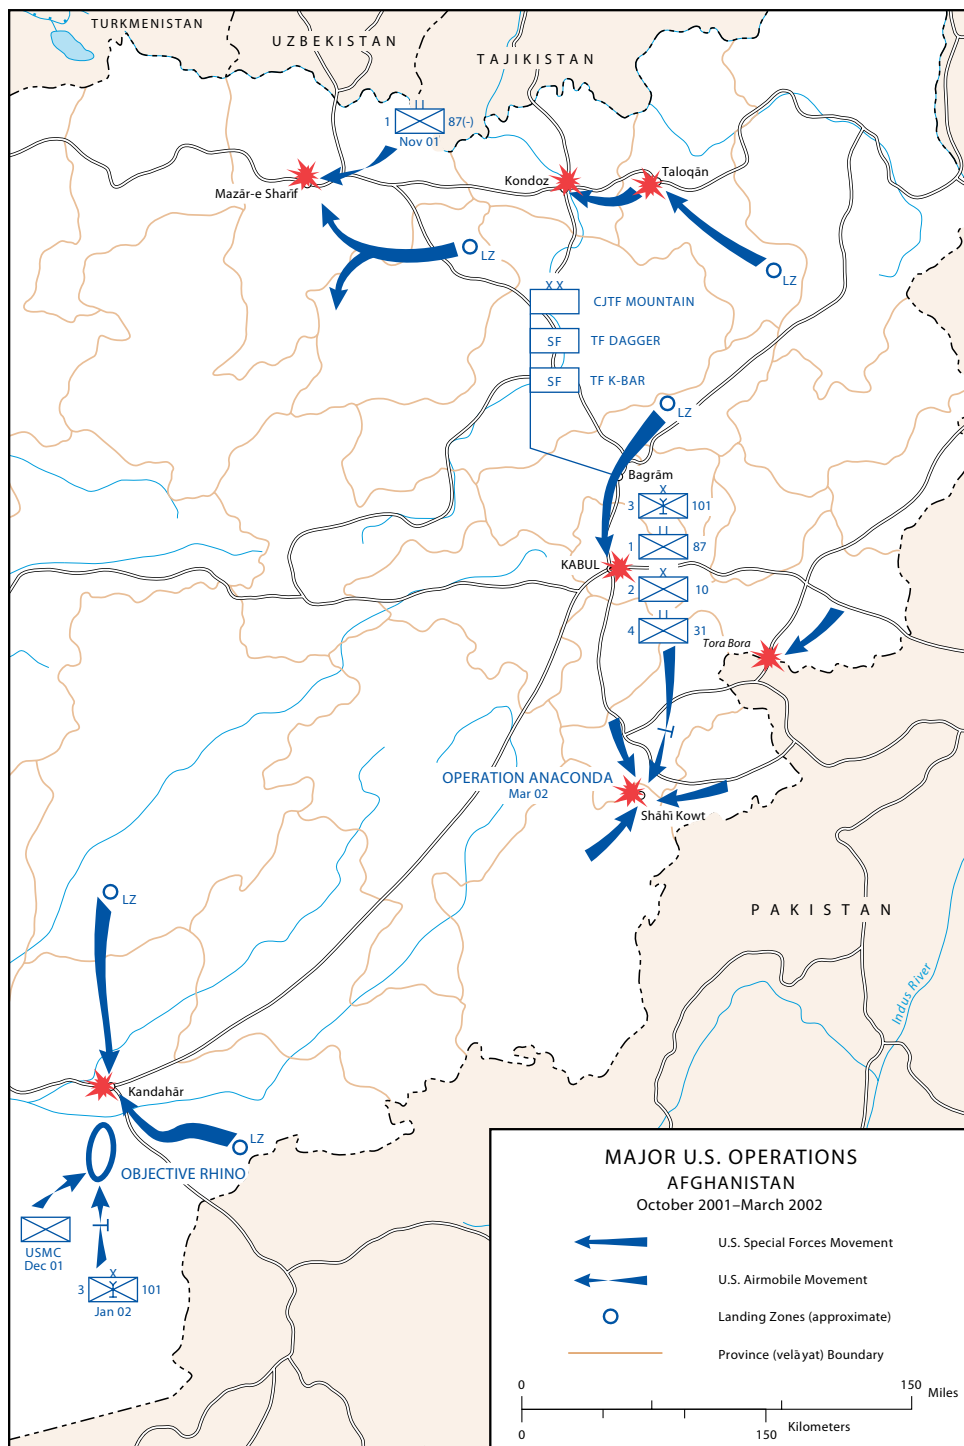 TURKMENISTAN
UZBEKISTAN
TAJIKISTAN
1 87(-)
Nov 01
Mazār-e Sharīf
Kondoz
Taloqān
LZ
LZ
XX
CJTF MOUNTAIN
SF TF DAGGER
SF TF K-BAR
LZ
Bagrām
X
3 101
1 87
KABUL
X
2 10
4 31
Tora Bora
OPERATION ANACONDA
Mar 02
Shāhī Kowt
LZ
PAKISTAN
Indus River
Kandahār
LZ
OBJECTIVE RHINO
USMC
Dec 01
X
3 101
Jan 02
MAJOR U.S. OPERATIONS
AFGHANISTAN
October 2001–March 2002
U.S. Special Forces Movement
U.S. Airmobile Movement
Landing Zones (approximate)
Province (velāyat) Boundary
0 150 Miles
0 150 Kilometers